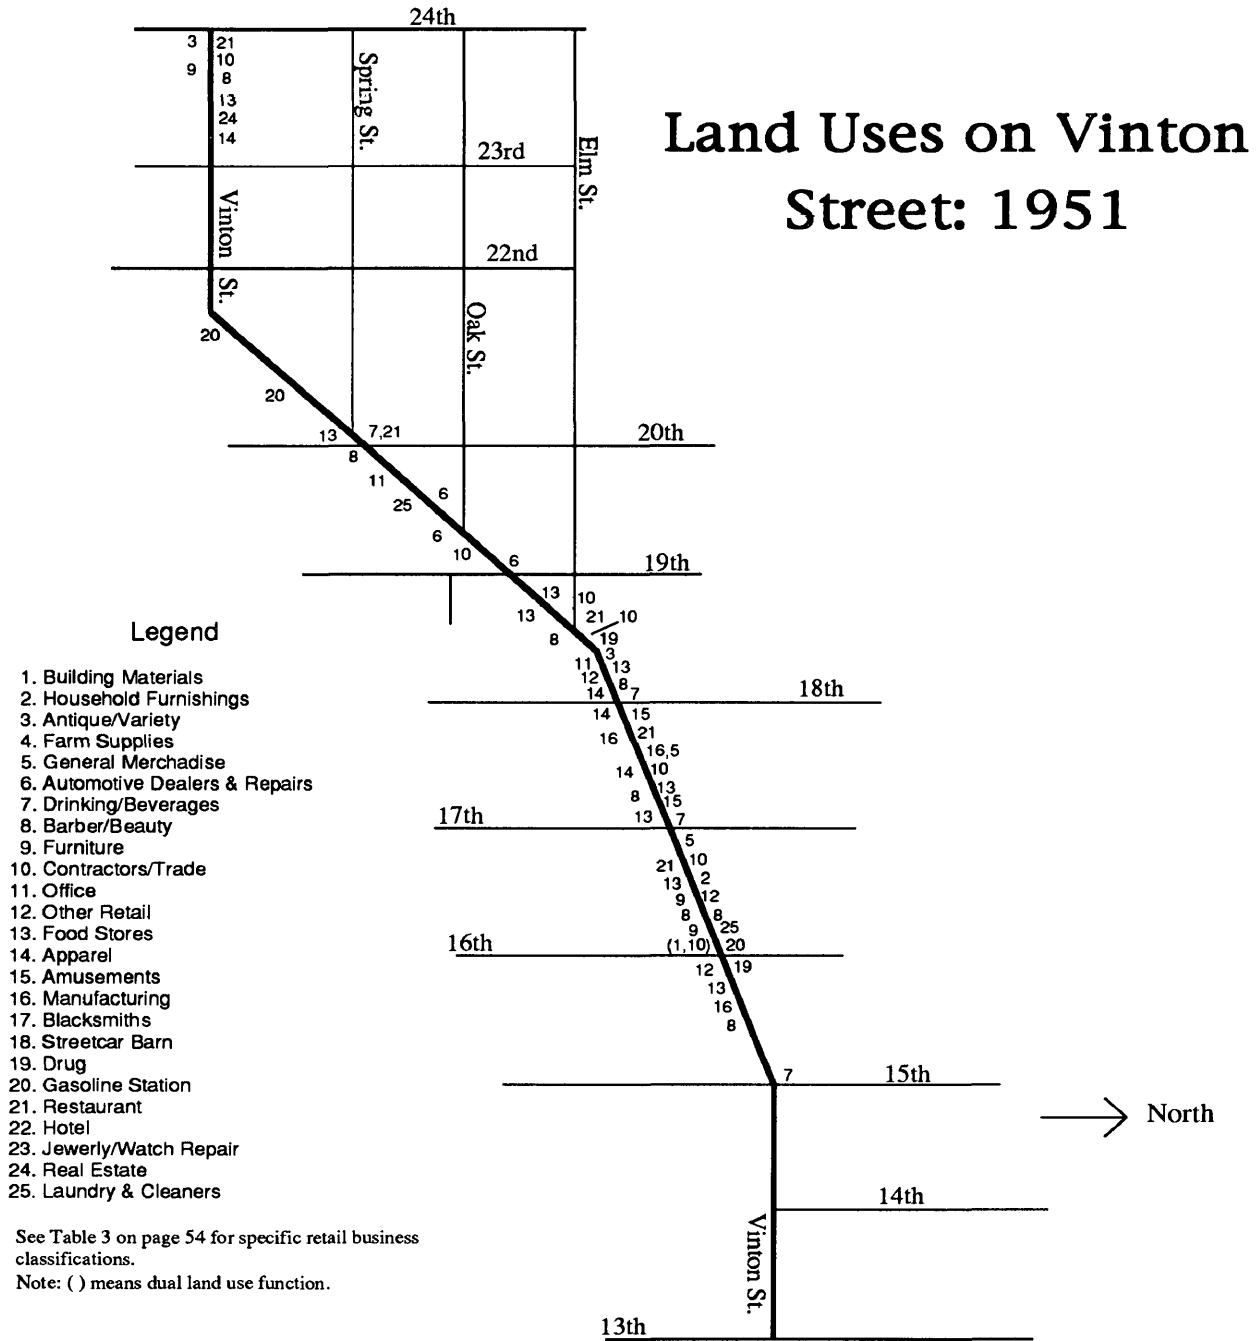 24th
3 21
10
9 8
13
24
14
Spring St.
23rd
Elm St.
Land Uses on Vinton
Street: 1951
Vinton St.
22nd
Oak St.
20
20
13 7,21 20th
8
11
25 6
6
10 6 19th
13 10
13 21 10
8 19
3
11 13
12 8
14 7 18th
14 15
16 21
16,5
14 10
13
8 15
17th 13 7
5
10
21 2
13 12
9 8
8 25
9
16th (1,10) 20
12 19
13
16
8
7 15th
North
14th
Vinton St.
13th
Legend
1. Building Materials
2. Household Furnishings
3. Antique/Variety
4. Farm Supplies
5. General Merchadise
6. Automotive Dealers & Repairs
7. Drinking/Beverages
8. Barber/Beauty
9. Furniture
10. Contractors/Trade
11. Office
12. Other Retail
13. Food Stores
14. Apparel
15. Amusements
16. Manufacturing
17. Blacksmiths
18. Streetcar Barn
19. Drug
20. Gasoline Station
21. Restaurant
22. Hotel
23. Jewerly/Watch Repair
24. Real Estate
25. Laundry & Cleaners
See Table 3 on page 54 for specific retail business
classifications.
Note: ( ) means dual land use function.